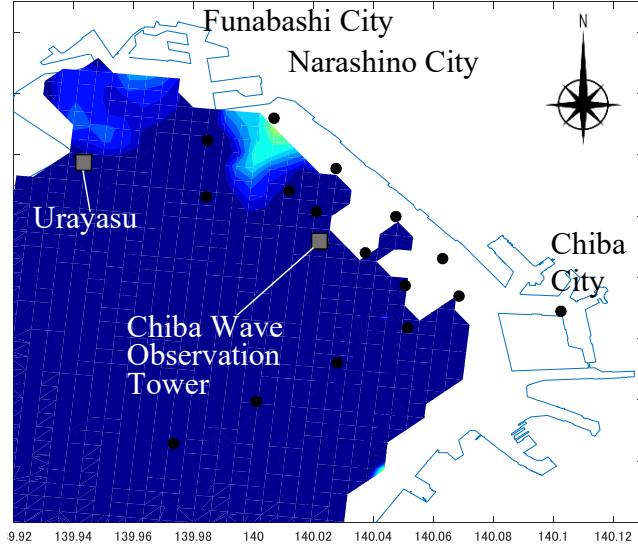 Funabashi City
N
Narashino City
Urayasu
Chiba
City
Chiba Wave
Observation
Tower
9.92 139.94 139.96 139.98 140 140.02 140.04 140.06 140.08 140.1 140.12